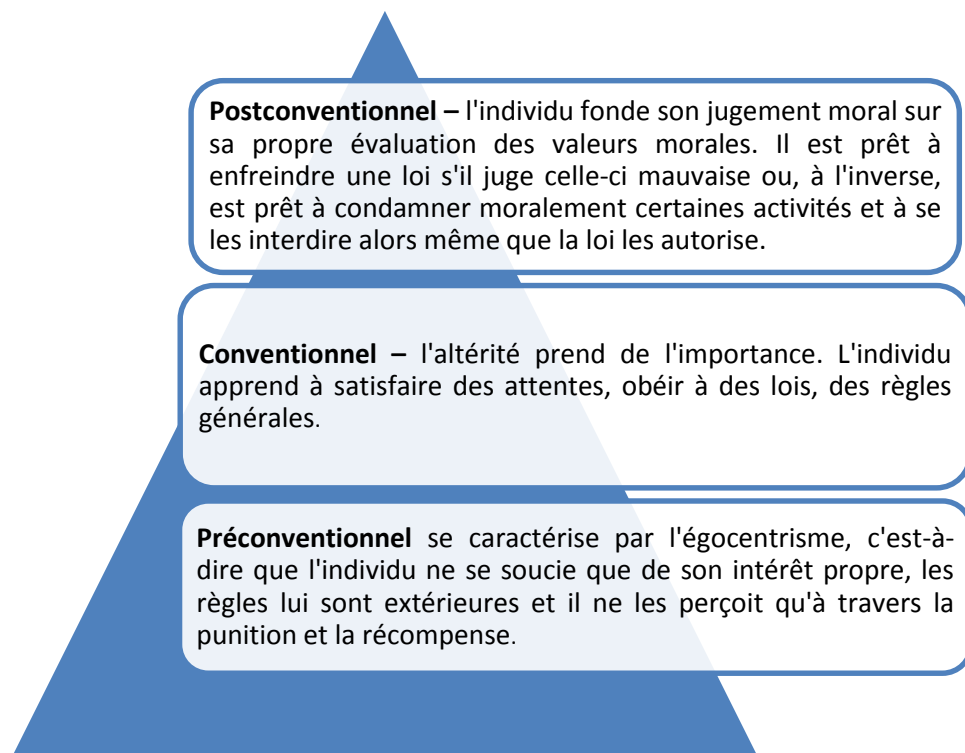 Postconventionnel – l'individu fonde son jugement moral sur
sa propre évaluation des valeurs morales. Il est prêt à
enfreindre une loi s'il juge celle-ci mauvaise ou, à l'inverse,
est prêt à condamner moralement certaines activités et à se
les interdire alors même que la loi les autorise.
Conventionnel – l'altérité prend de l'importance. L'individu
apprend à satisfaire des attentes, obéir à des lois, des règles
générales.
Préconventionnel se caractérise par l'égocentrisme, c'est-à-
dire que l'individu ne se soucie que de son intérêt propre, les
règles lui sont extérieures et il ne les perçoit qu'à travers la
punition et la récompense.